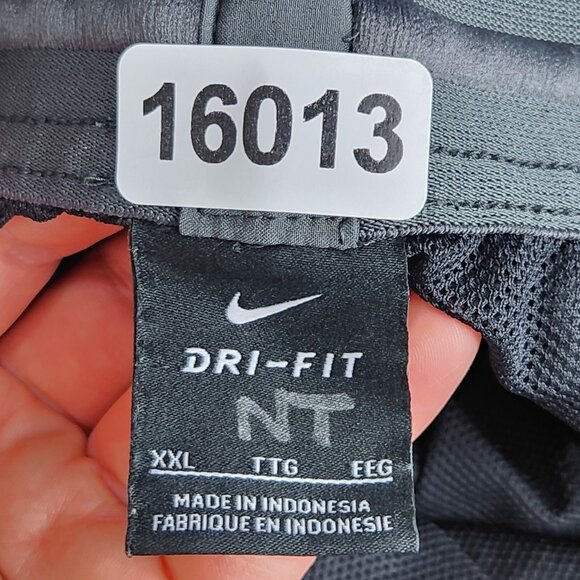 16013
DRI-FIT
NT
XXL TTG EEG
MADE IN INDONESIA
FABRIQUE EN INDONESIE